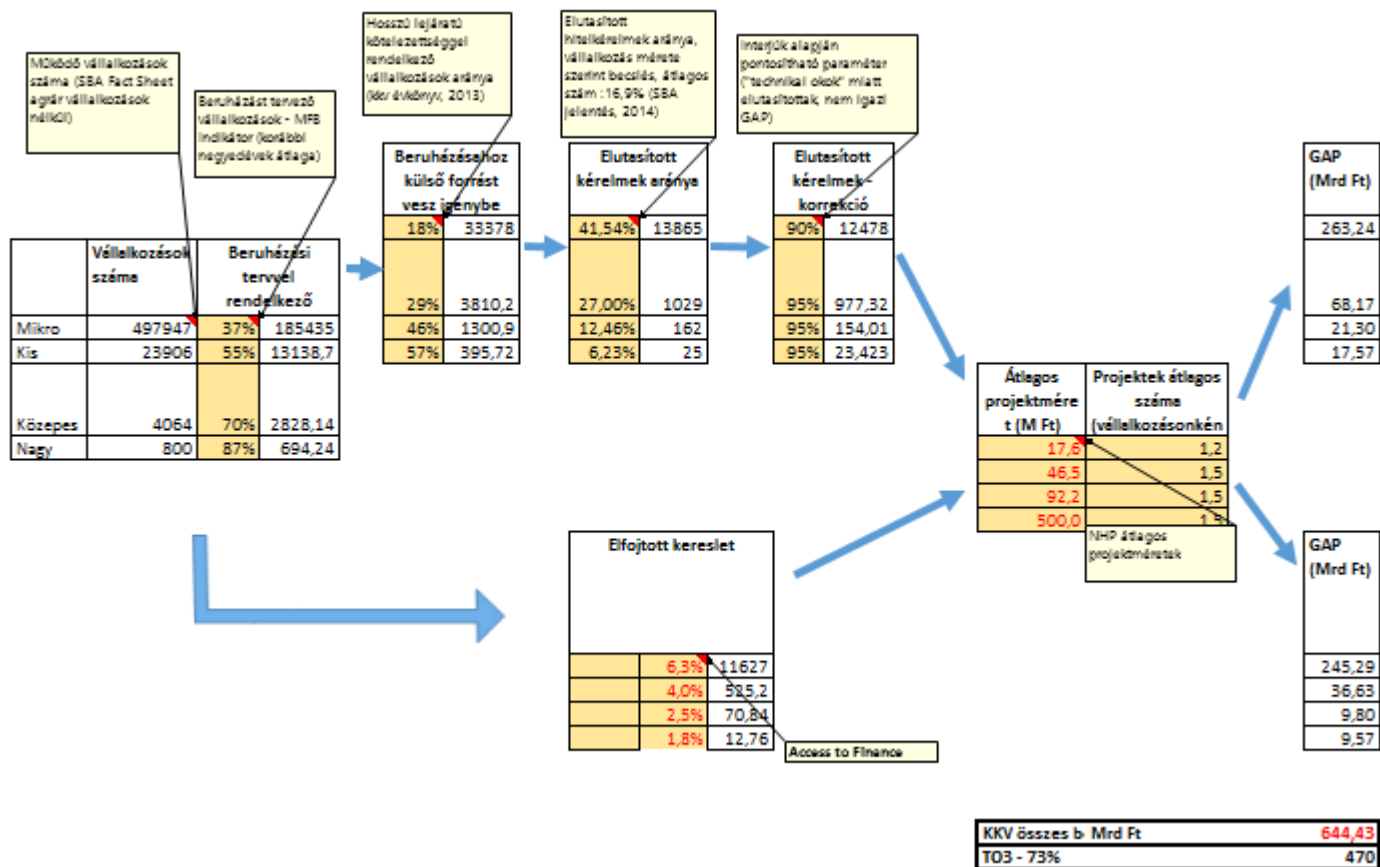 Hosszú lejáratú
kötelezettséggel
rendelkező
vállalkozások aránya
(kkv évkönyv, 2013)
Elutasított
hitelkérelmek aránya,
vállalkozás mérete
szerint becslés, átlagos
szám : 16,9% (SBA
jelentés, 2014)
Interjúk alapján
pontosítható paraméter
("technikai okok" miatt
elutasítottak, nem igazi
GAP)
Működő vállalkozások
száma (SBA Fact Sheet
agrár vállalkozások
nélkül)
Beruházást tervező
vállalkozások - MFB
Indikátor (korábbi
negyedévek átlaga)
Beruházásahoz
külső forrást
vesz igénybe
18% 33378
29% 3810,2
46% 1300,9
57% 395,72
Elutasított
kérelmek aránya
41,54% 13865
27,00% 1029
12,46% 162
6,23% 25
Elutasított
kérelmek -
korrekció
90% 12478
95% 977,32
95% 154,01
95% 23,423
GAP
(Mrd Ft)
263,24
68,17
21,30
17,57
Vállalkozások
száma
Beruházási
tervvel
rendelkező
Mikro 497947 37% 185435
Kis 23906 55% 13138,7
Közepes 4064 70% 2828,14
Nagy 800 87% 694,24
Átlagos
projektmére
t (M Ft)
Projektek átlagos
száma
(vállalkozásonkén
17,6 1,2
46,5 1,5
92,2 1,5
500,0 1,5
NHP átlagos
projektméretek
Elfojtott kereslet
6,3% 11627
4,0% 525,2
2,5% 70,84
1,8% 12,76
Access to Finance
GAP
(Mrd Ft)
245,29
36,63
9,80
9,57
KKV összes b Mrd Ft 644,43
TO3 - 73% 470